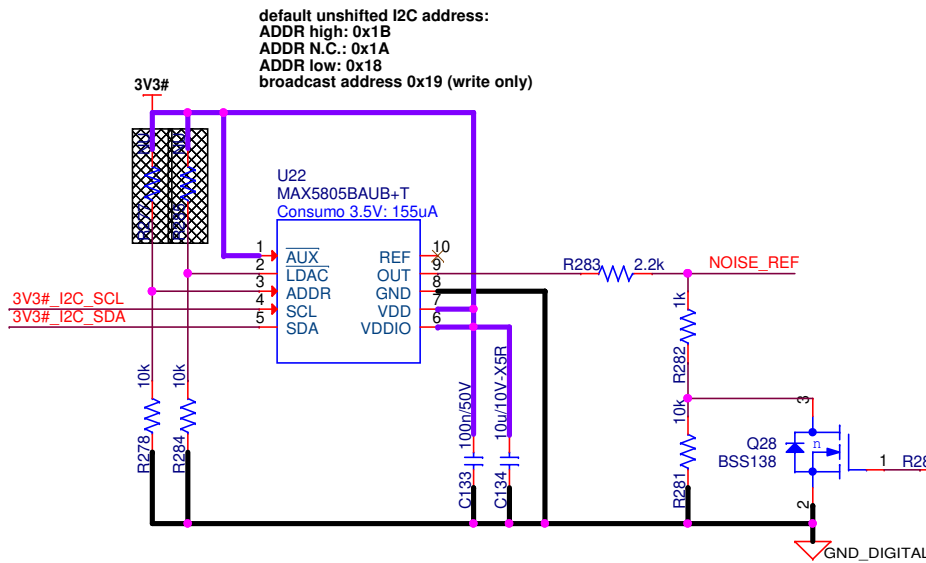 default unshifted I2C address:
ADDR high: 0x1B
ADDR N.C.: 0x1A
ADDR low: 0x18
broadcast address 0x19 (write only)
3V3#
U22
MAX5805BAUB+T
Consumo 3.5V: 155uA
1 AUX
2 LDAC
3 ADDR
4 SCL
5 SDA
REF 10
OUT 9
GND 8
VDD 7
VDDIO 6
3V3#_I2C_SCL
3V3#_I2C_SDA
R283 2.2k
NOISE_REF
1k
R282
10k
R281
10k
R278
10k
R284
100n/50V
C133
10u/10V-X5R
C134
3
Q28
BSS138
n
1
R28
2
GND_DIGITAL